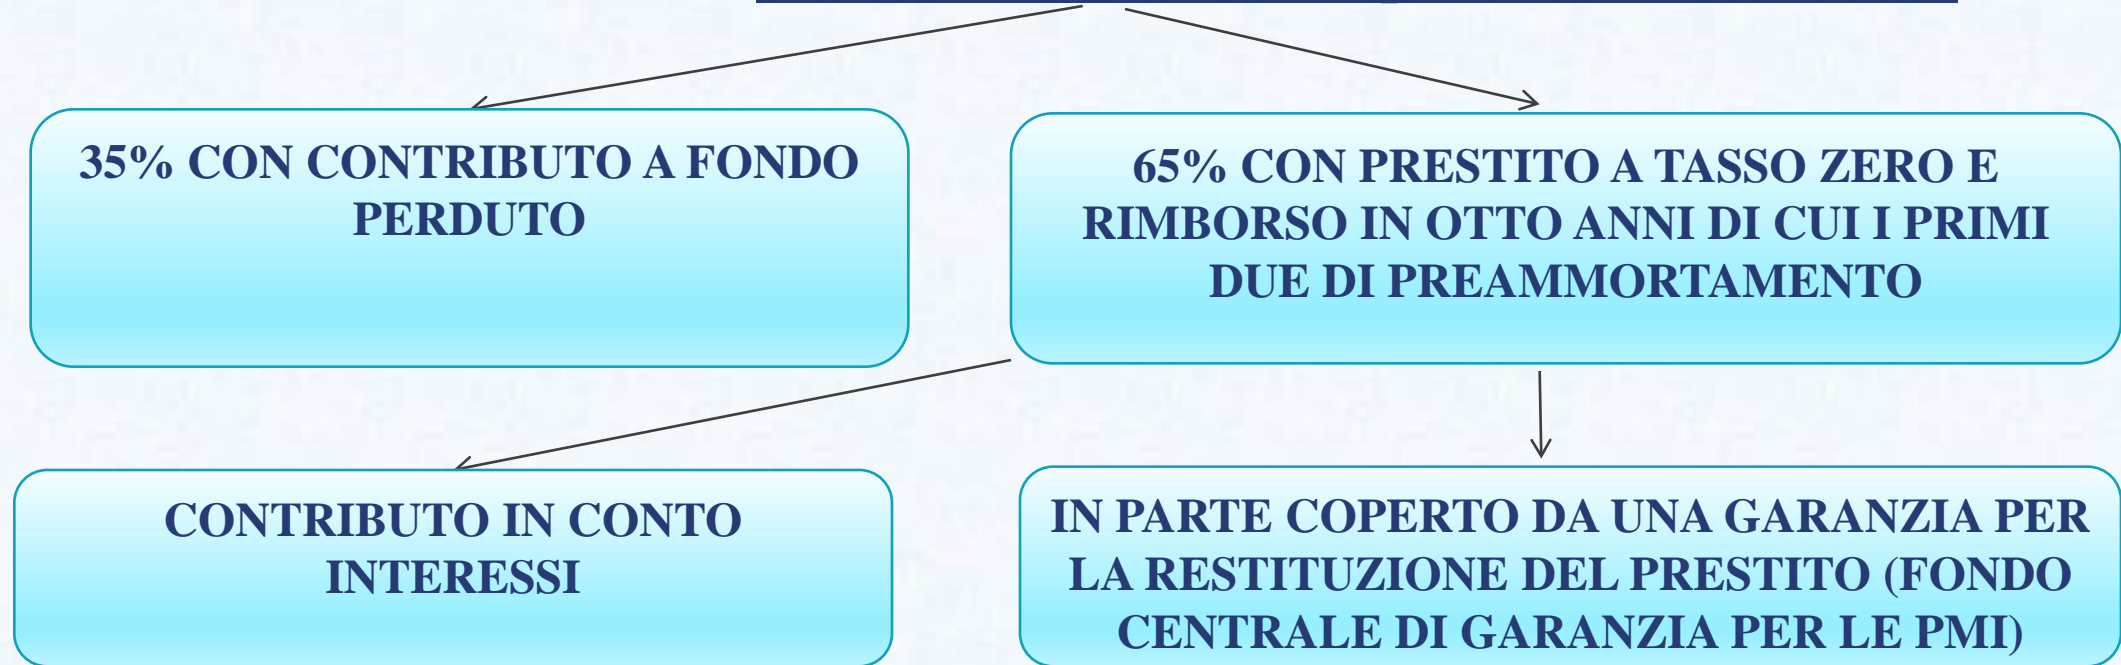 35% CON CONTRIBUTO A FONDO
PERDUTO
65% CON PRESTITO A TASSO ZERO E
RIMBORSO IN OTTO ANNI DI CUI I PRIMI
DUE DI PREAMMORTAMENTO
CONTRIBUTO IN CONTO
INTERESSI
IN PARTE COPERTO DA UNA GARANZIA PER
LA RESTITUZIONE DEL PRESTITO (FONDO
CENTRALE DI GARANZIA PER LE PMI)